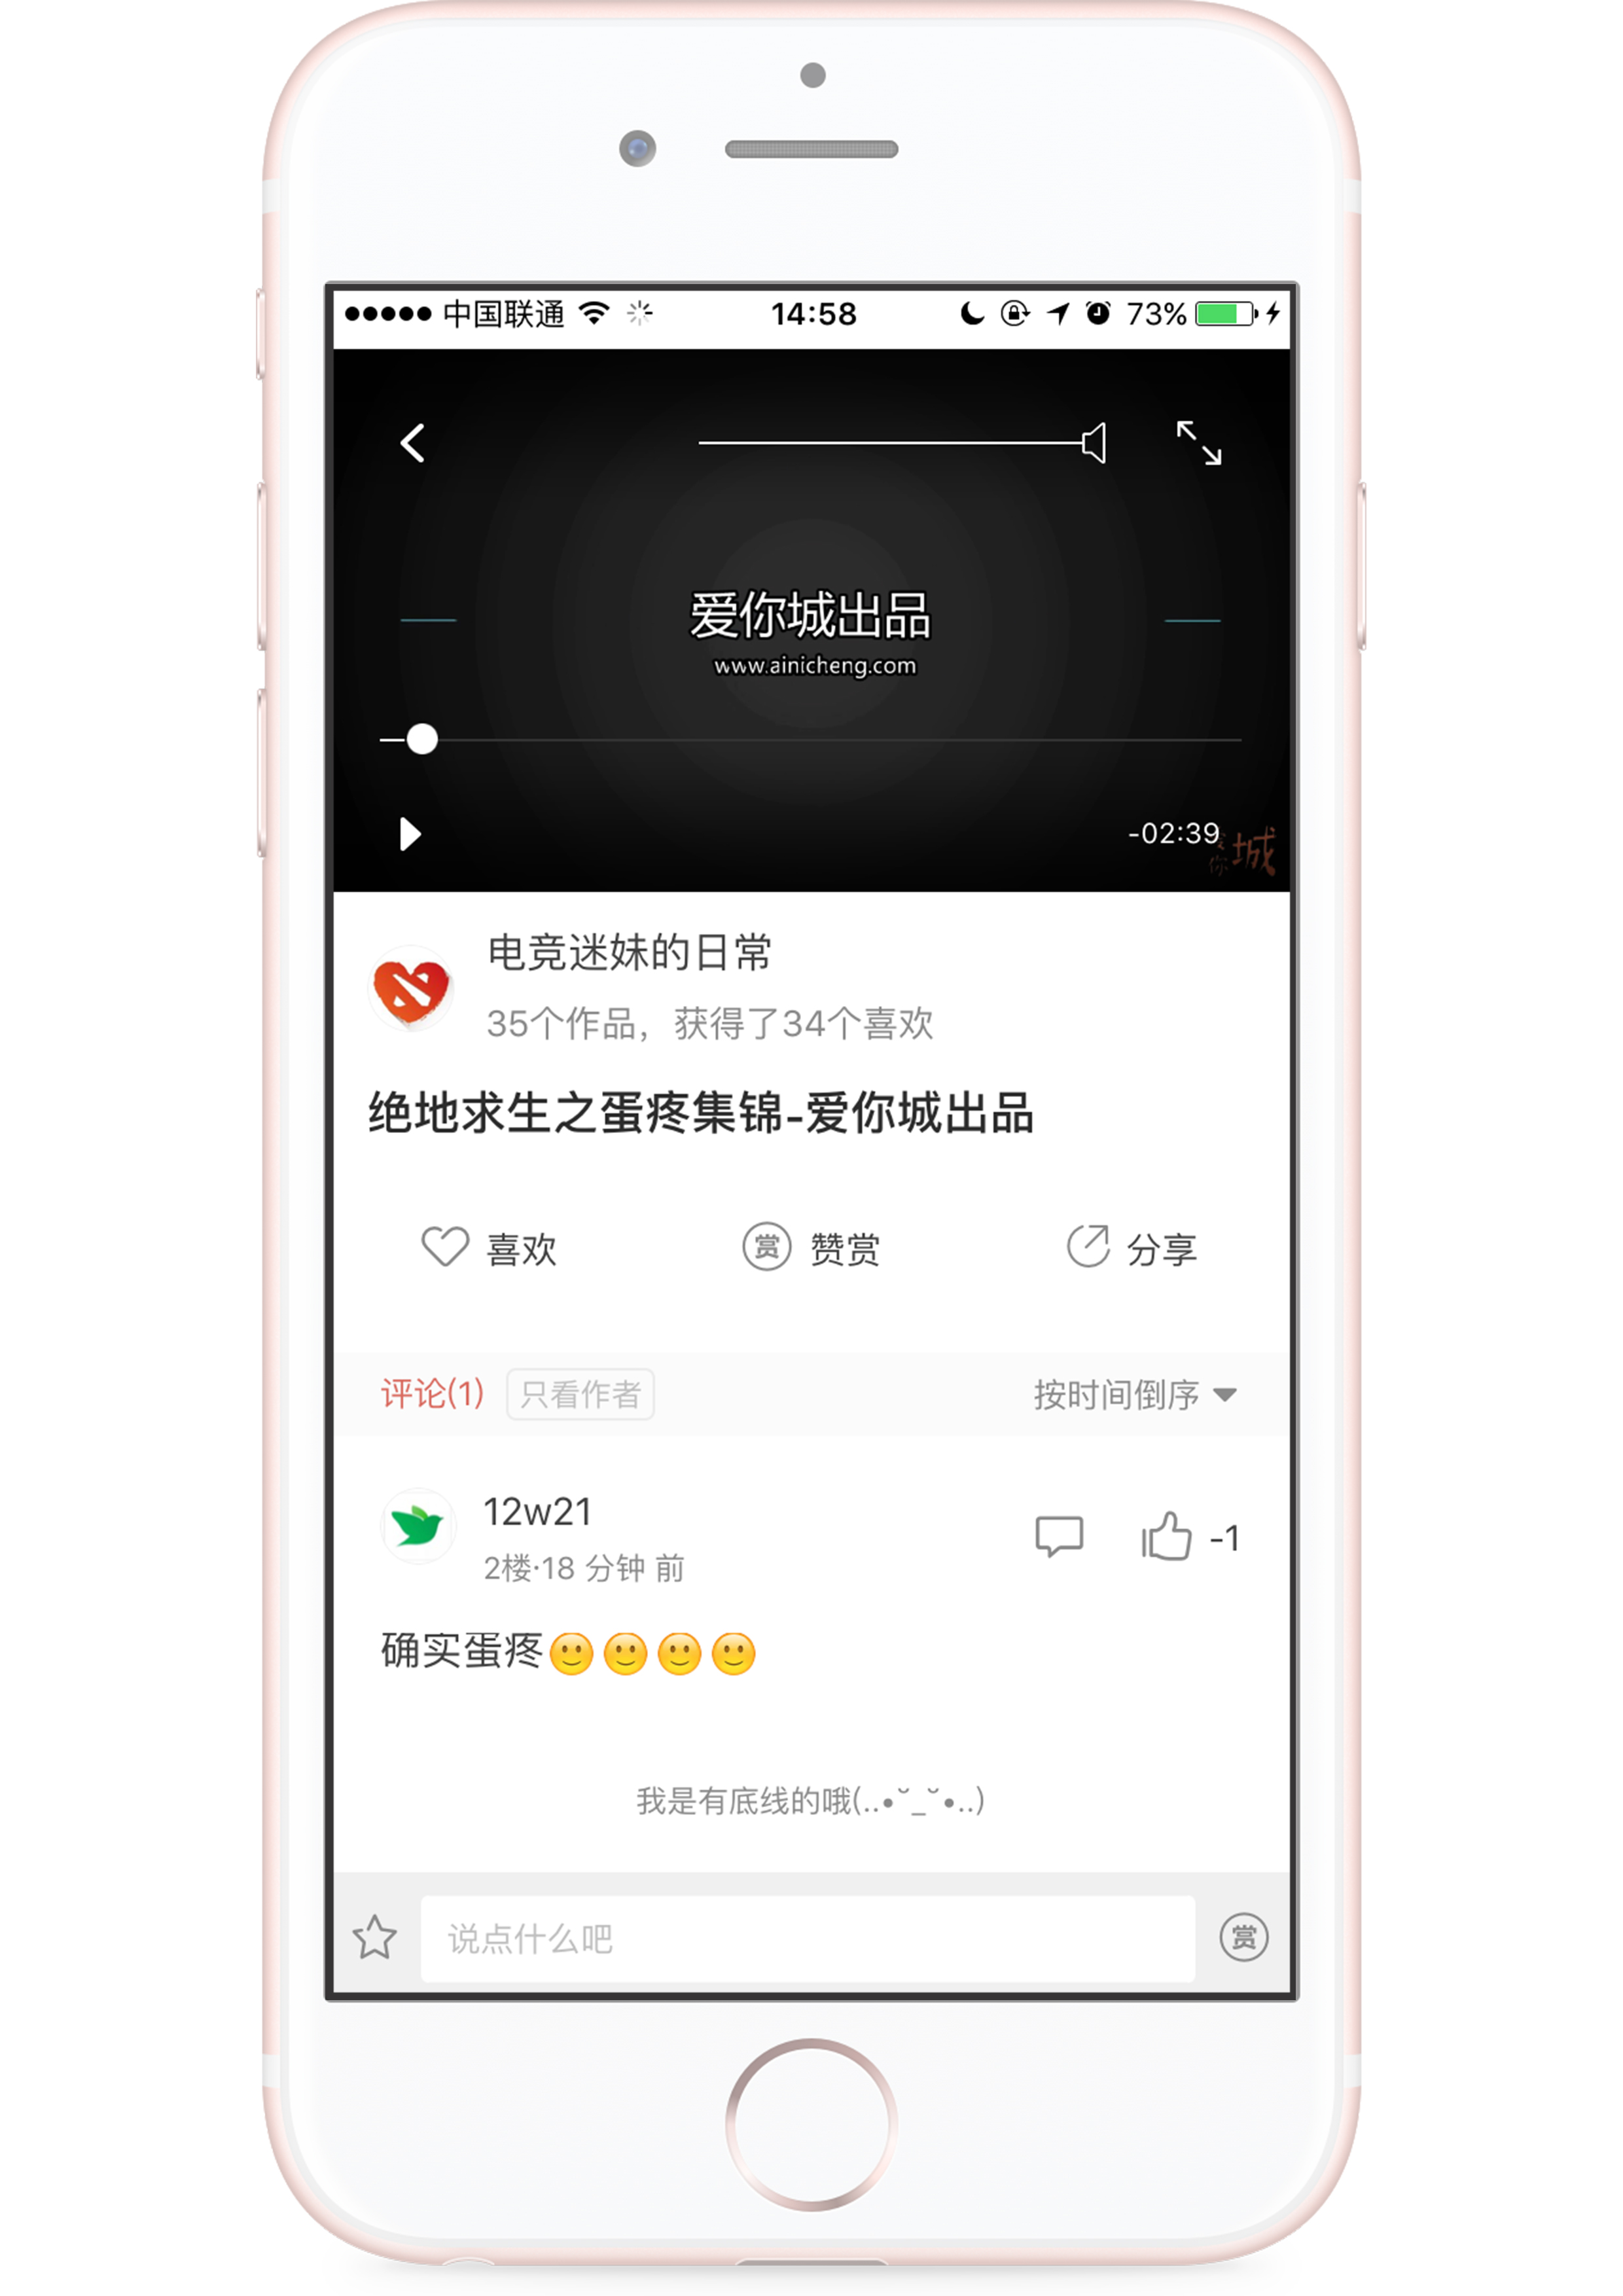 中国联通 14:58 73%
爱你城出品
www.ainicheng.com
-02:39
爱你城
电竞迷妹的日常
35个作品，获得了34个喜欢
绝地求生之蛋疼集锦-爱你城出品
喜欢 赏 赞赏 分享
评论(1) 只看作者 按时间倒序
12w21 -1
2楼·18 分钟 前
确实蛋疼🙂🙂🙂🙂
我是有底线的哦(..•˘_˘•..)
说点什么吧 赏